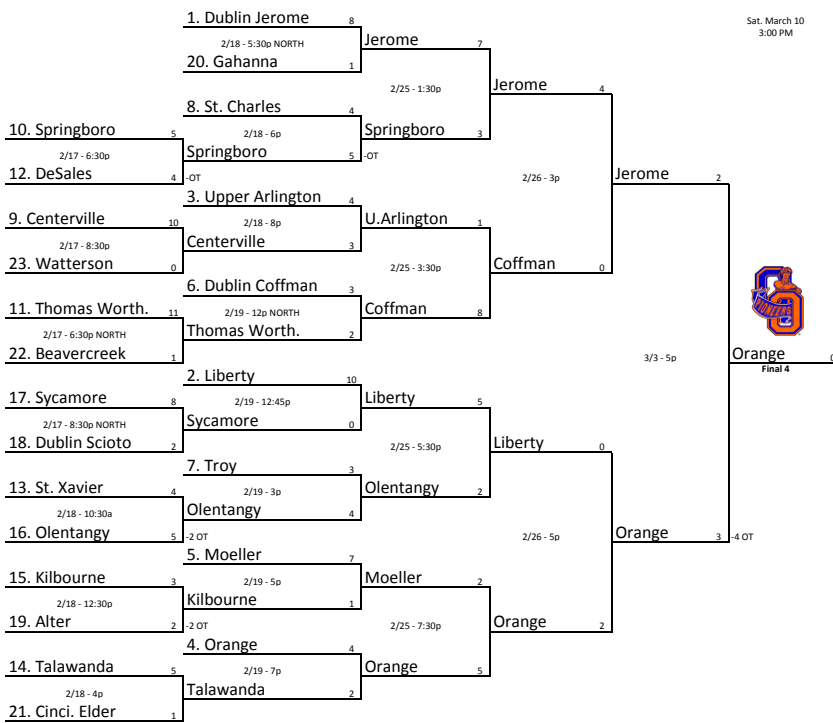 1. Dublin Jerome 8
Sat. March 10
3:00 PM
2/18 - 5:30p NORTH
Jerome 7
20. Gahanna 1
2/25 - 1:30p
Jerome 4
8. St. Charles 4
10. Springboro 5
2/18 - 6p
Springboro 3
2/17 - 6:30p
Springboro 5 -OT
12. DeSales 4 -OT
2/26 - 3p
Jerome 2
3. Upper Arlington 4
9. Centerville 10
2/18 - 8p
U.Arlington 1
2/17 - 8:30p
Centerville 3
23. Watterson 0
2/25 - 3:30p
Coffman 0
6. Dublin Coffman 3
11. Thomas Worth. 11
2/19 - 12p NORTH
Coffman 8
PIONEERS
2/17 - 6:30p NORTH
Thomas Worth. 2
22. Beavercreek 1
3/3 - 5p
Orange 0
Final 4
2. Liberty 10
17. Sycamore 8
2/19 - 12:45p
Liberty 5
2/17 - 8:30p NORTH
Sycamore 0
18. Dublin Scioto 2
2/25 - 5:30p
Liberty 0
7. Troy 3
13. St. Xavier 4
2/19 - 3p
Olentangy 2
2/18 - 10:30a
Olentangy 4
16. Olentangy 5 -2 OT
2/26 - 5p
Orange 3 -4 OT
5. Moeller 7
15. Kilbourne 3
2/19 - 5p
Moeller 2
2/18 - 12:30p
Kilbourne 1
19. Alter 2 -2 OT
2/25 - 7:30p
Orange 2
4. Orange 4
14. Talawanda 5
2/19 - 7p
Orange 5
2/18 - 4p
Talawanda 2
21. Cinci. Elder 1